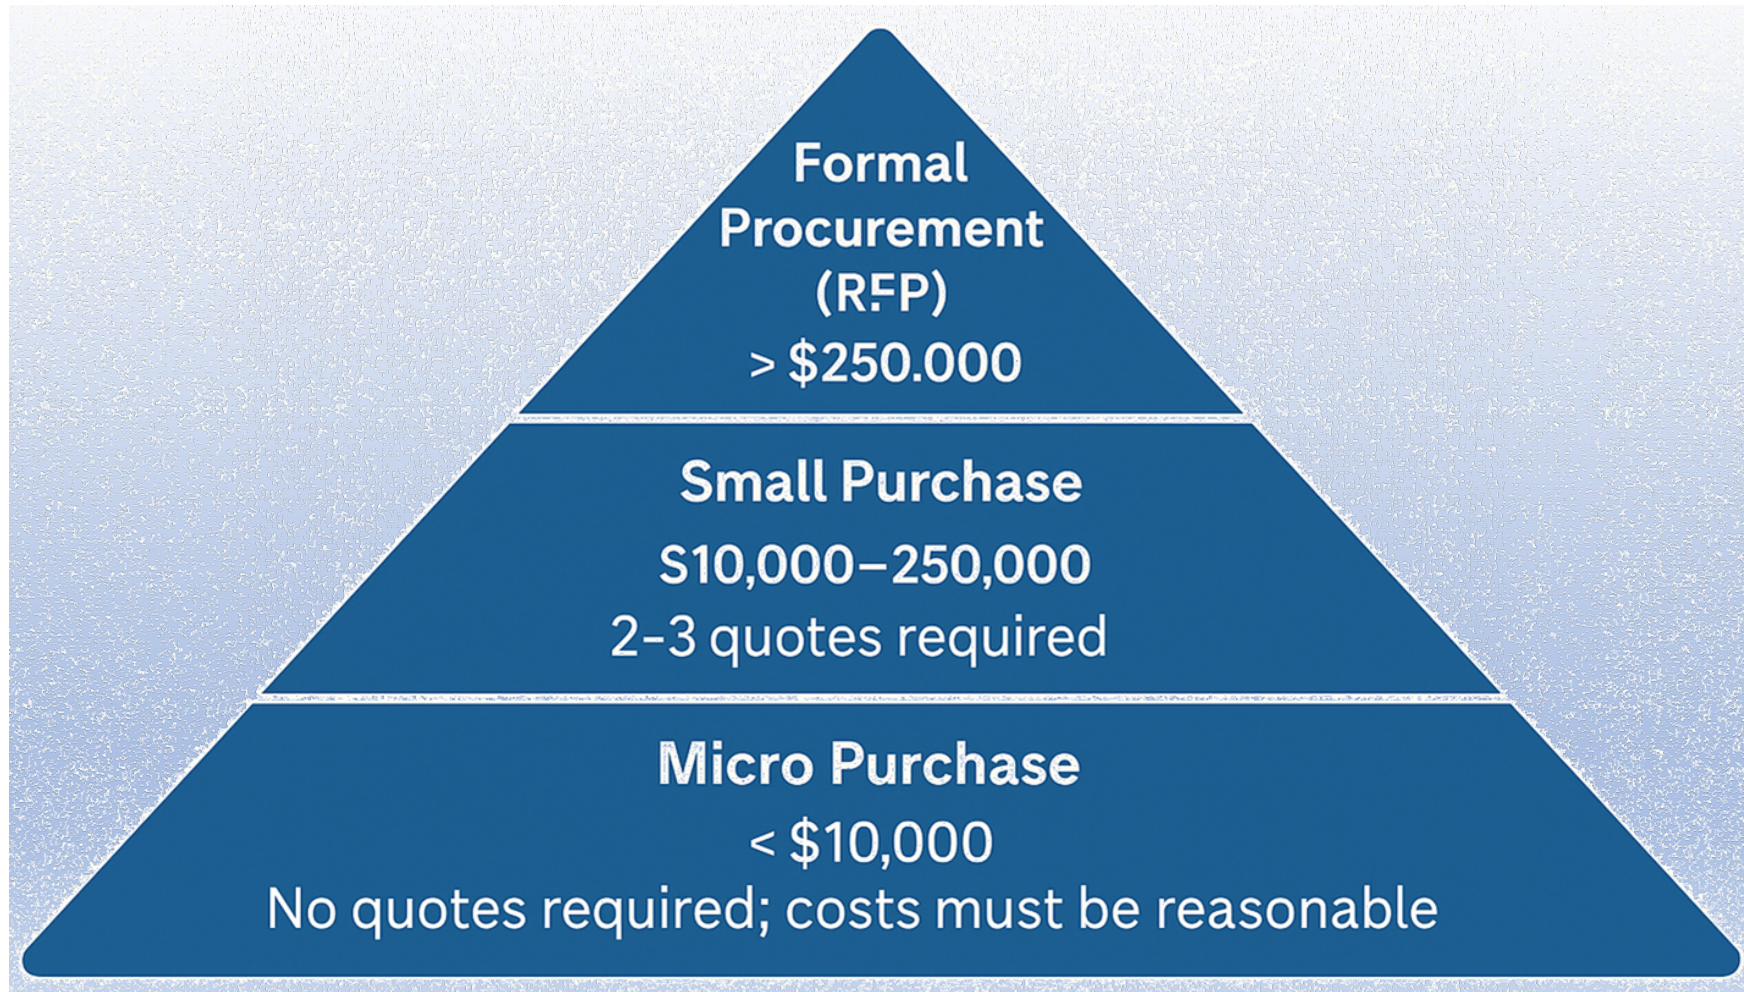 Formal
Procurement
(RFP)
> $250.000
Small Purchase
S10,000–250,000
2-3 quotes required
Micro Purchase
< $10,000
No quotes required; costs must be reasonable